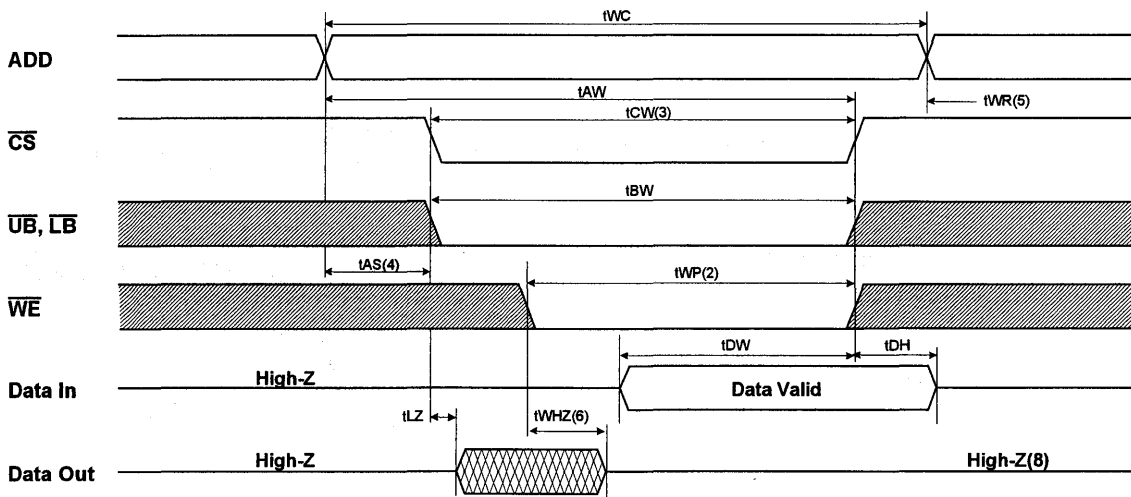 tWC
ADD
tAW
tWR(5)
tCW(3)
CS
tBW
UB, LB
tAS(4)
tWP(2)
WE
tDW
tDH
High-Z
Data Valid
Data In
tLZ
tWHZ(6)
High-Z
High-Z(8)
Data Out